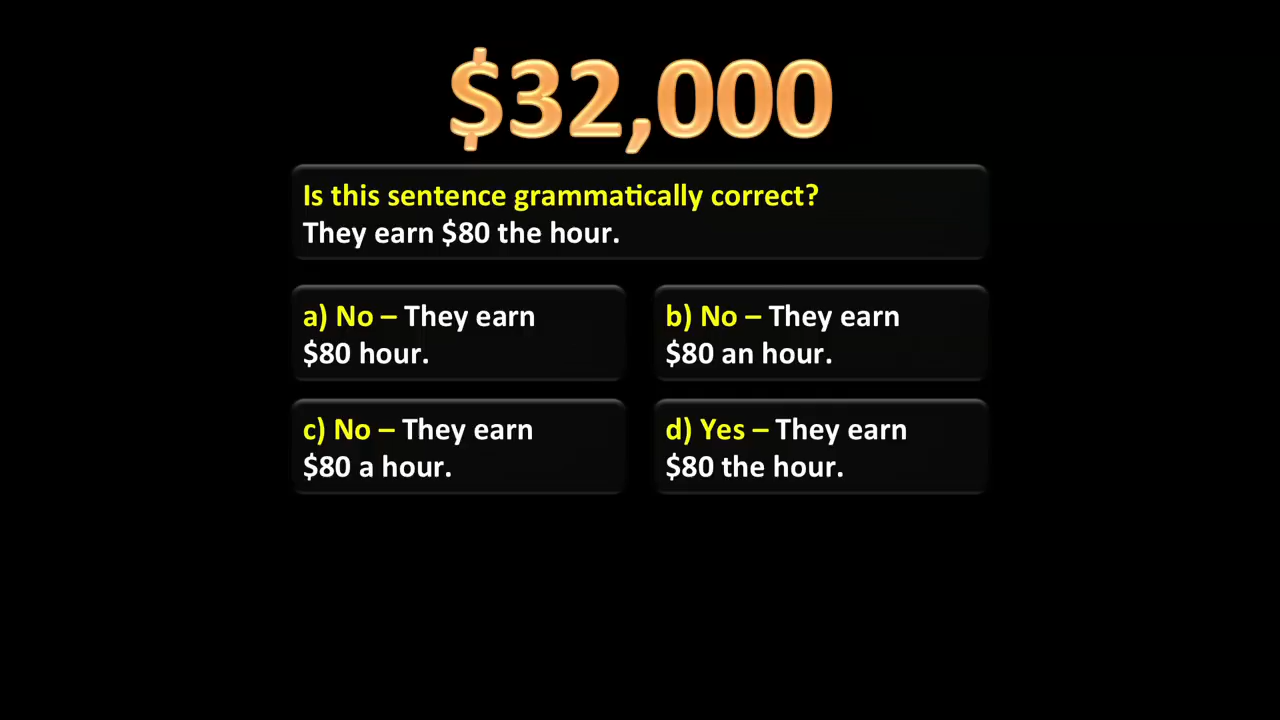 $32,000
Is this sentence grammatically correct?
They earn $80 the hour.
a) No – They earn
$80 hour.
b) No – They earn
$80 an hour.
c) No – They earn
$80 a hour.
d) Yes – They earn
$80 the hour.